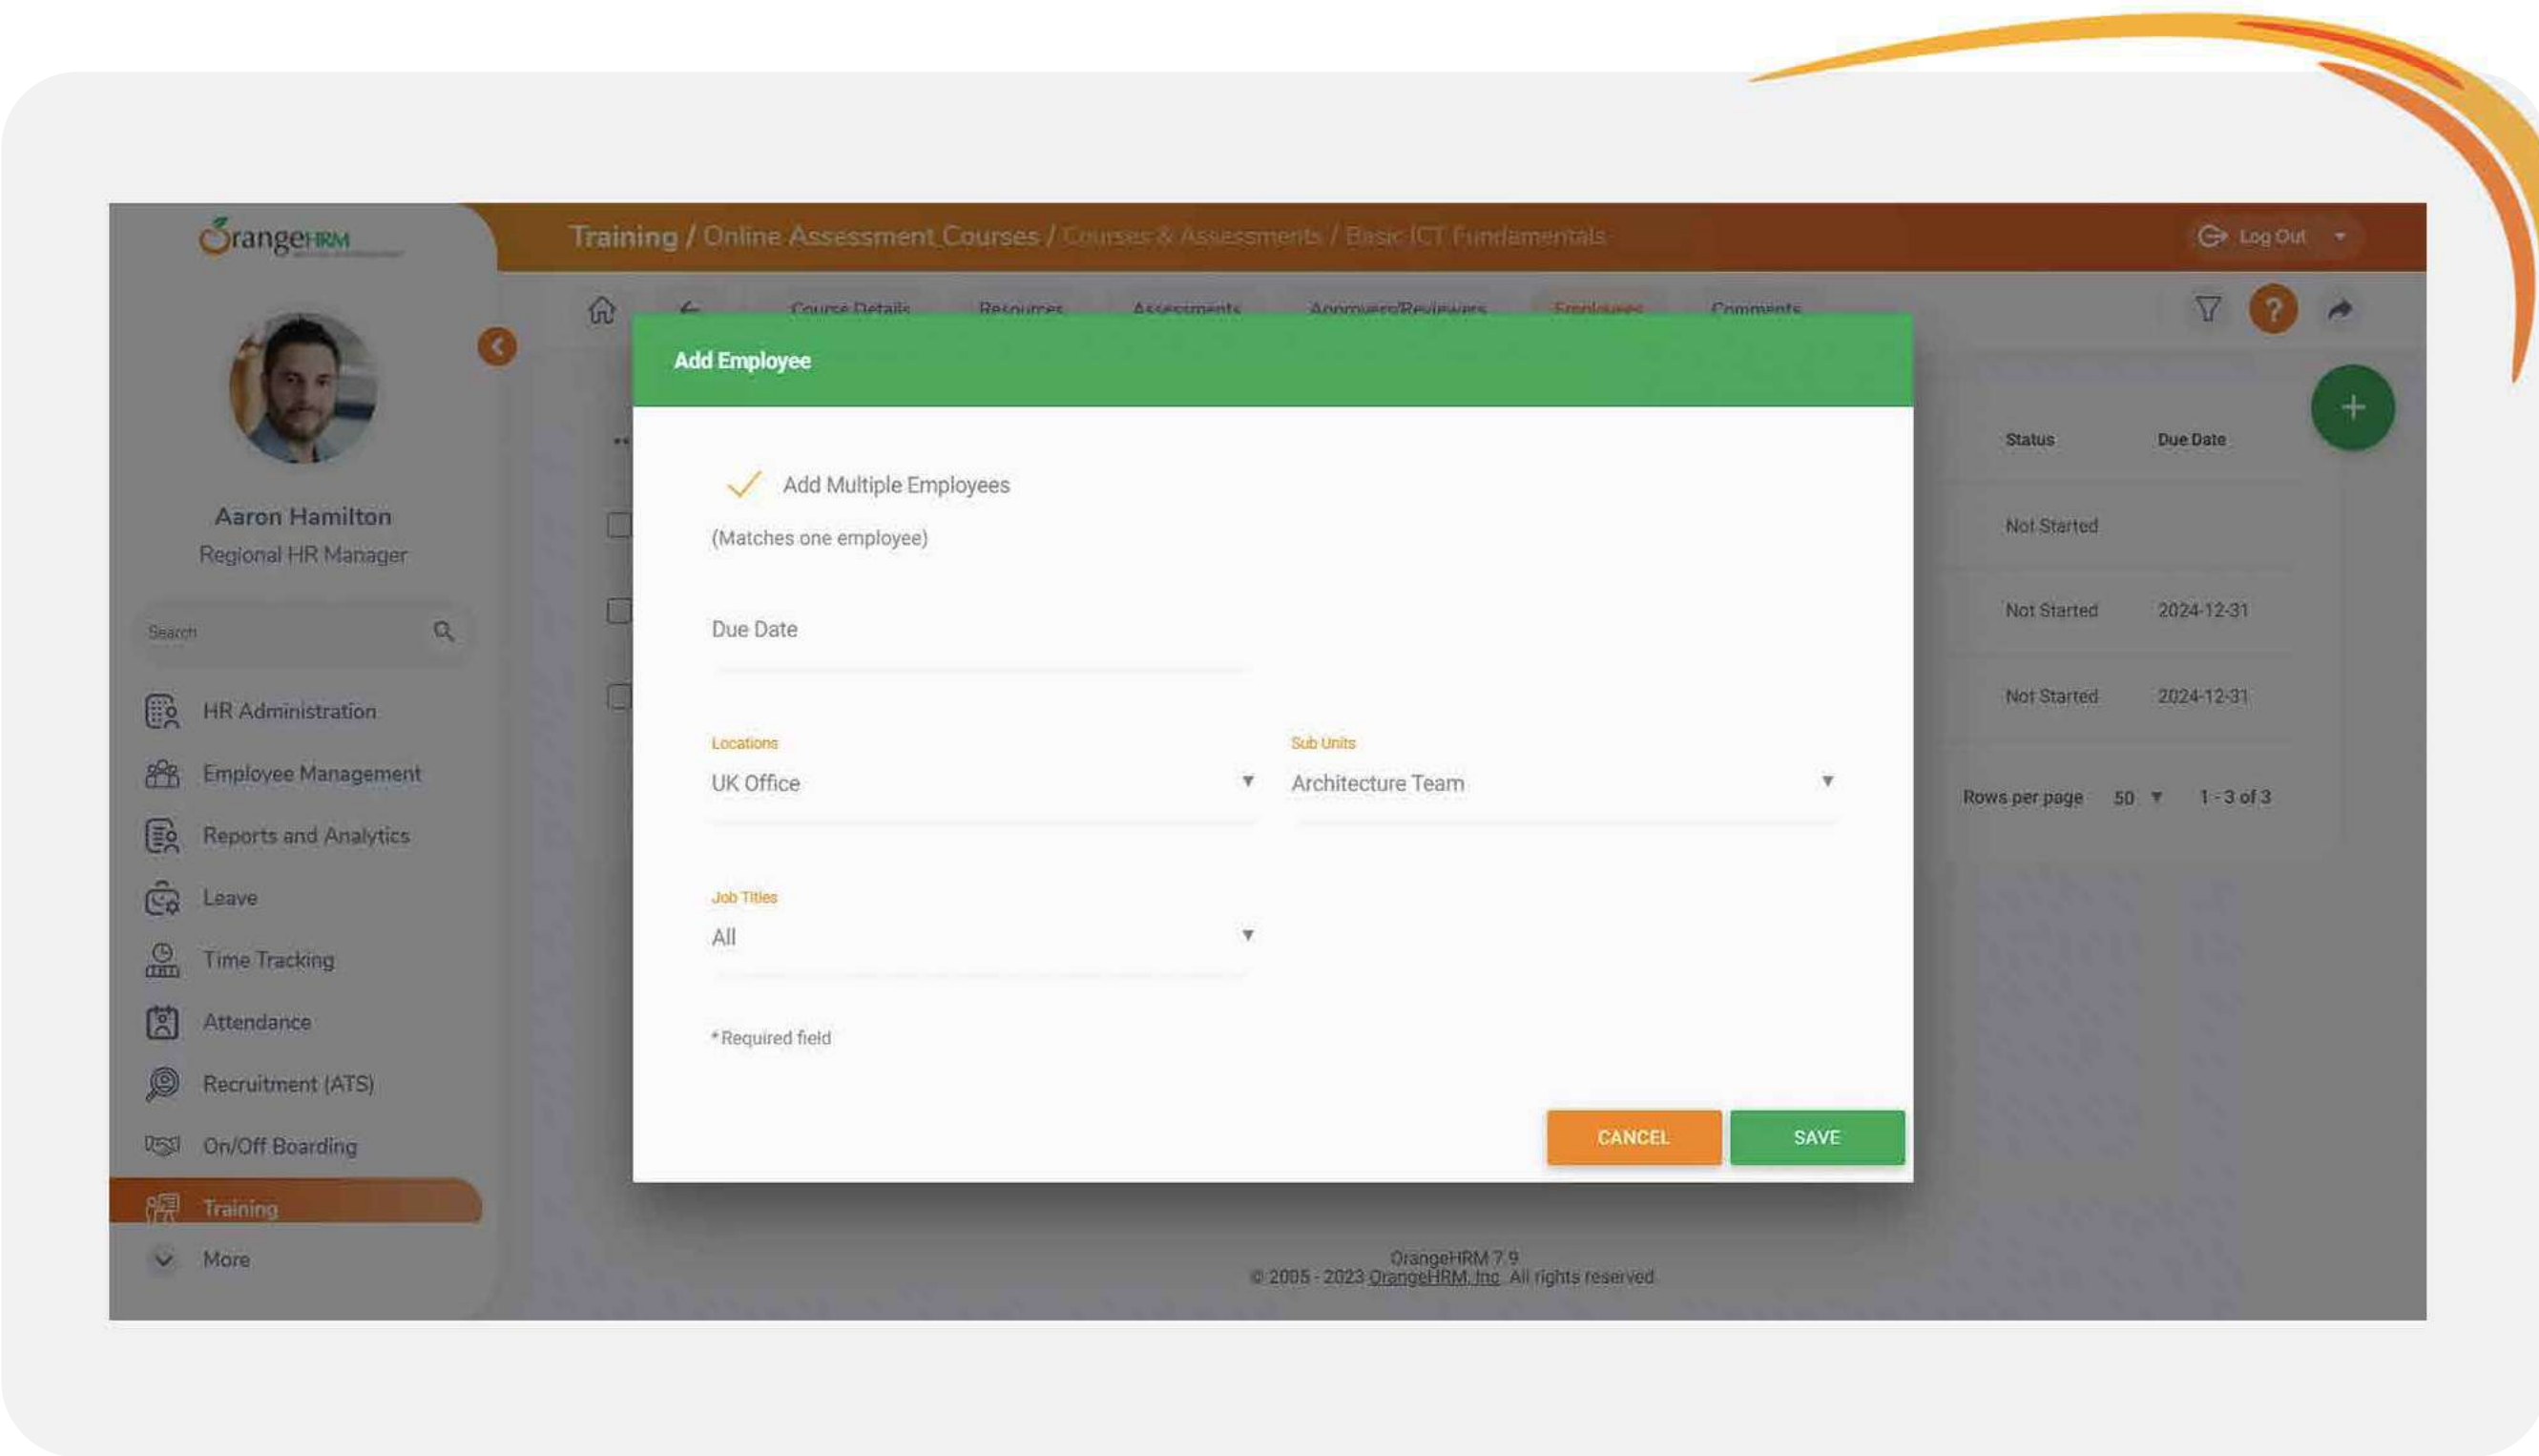 OrangeHRM
Training / Online Assessment Courses / Courses & Assessments / Basic ICT Fundamentals
Log Out
Course Details
Resources
Assessments
Approvers/Reviewers
Employees
Comments
?
Aaron Hamilton
Regional HR Manager
Search
HR Administration
Employee Management
Reports and Analytics
Leave
Time Tracking
Attendance
Recruitment (ATS)
On/Off Boarding
Training
More
Add Employee
Add Multiple Employees
(Matches one employee)
Due Date
Locations
UK Office
Sub Units
Architecture Team
Job Titles
All
* Required field
CANCEL
SAVE
+
Status Due Date
Not Started
Not Started 2024-12-31
Not Started 2024-12-31
Rows per page 50 1 - 3 of 3
OrangeHRM 7.9
© 2005 - 2023 OrangeHRM, Inc. All rights reserved.